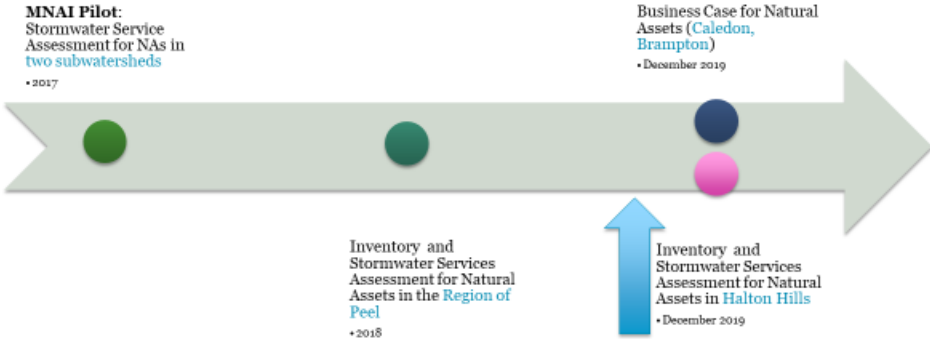 MNAI Pilot:
Stormwater Service
Assessment for NAs in
two subwatersheds
• 2017
Business Case for Natural
Assets (Caledon,
Brampton)
• December 2019
Inventory and
Stormwater Services
Assessment for Natural
Assets in the Region of
Peel
• 2018
Inventory and
Stormwater Services
Assessment for Natural
Assets in Halton Hills
• December 2019